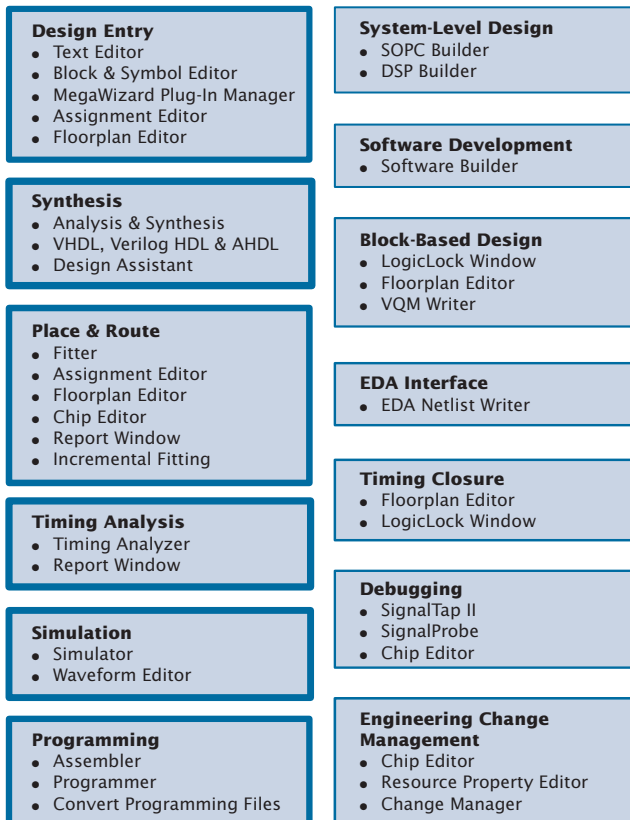 Design Entry
● Text Editor
● Block & Symbol Editor
● MegaWizard Plug-In Manager
● Assignment Editor
● Floorplan Editor
Synthesis
● Analysis & Synthesis
● VHDL, Verilog HDL & AHDL
● Design Assistant
Place & Route
● Fitter
● Assignment Editor
● Floorplan Editor
● Chip Editor
● Report Window
● Incremental Fitting
Timing Analysis
● Timing Analyzer
● Report Window
Simulation
● Simulator
● Waveform Editor
Programming
● Assembler
● Programmer
● Convert Programming Files
System-Level Design
● SOPC Builder
● DSP Builder
Software Development
● Software Builder
Block-Based Design
● LogicLock Window
● Floorplan Editor
● VQM Writer
EDA Interface
● EDA Netlist Writer
Timing Closure
● Floorplan Editor
● LogicLock Window
Debugging
● SignalTap II
● SignalProbe
● Chip Editor
Engineering Change
Management
● Chip Editor
● Resource Property Editor
● Change Manager